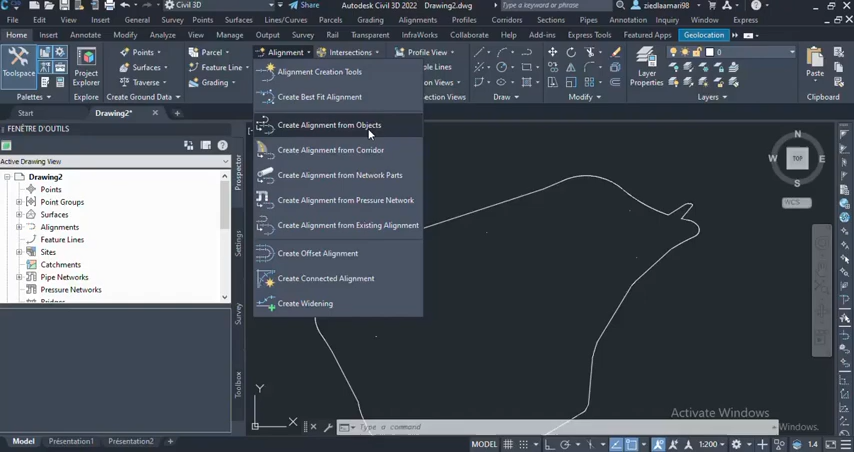 Civil 3D
Share
Autodesk Civil 3D 2022 Drawing2.dwg
Type a keyword or phrase
ziedlaamari98
File Edit View Insert General Survey Points Surfaces Lines/Curves Parcels Grading Alignments Profiles Corridors Sections Pipes Annotation Inquiry Window Express
Home Insert Annotate Modify Analyze View Manage Output Survey Rail Transparent InfraWorks Collaborate Help Add-ins Express Tools Featured Apps Geolocation
Points Parcel Alignment Intersections Profile View
Surfaces Feature Line
Traverse Grading
Toolspace
Project
Explorer
Layer
Properties
0
Paste
Palettes Explore Create Ground Data Draw Modify Layers Clipboard
Alignment Creation Tools
Create Best Fit Alignment
Create Alignment from Objects
Create Alignment from Corridor
Create Alignment from Network Parts
Create Alignment from Pressure Network
Create Alignment from Existing Alignment
Create Offset Alignment
Create Connected Alignment
Create Widening
Start Drawing2*
FENÊTRE D'OUTILS
Active Drawing View
Drawing2
Points
Point Groups
Surfaces
Alignments
Feature Lines
Sites
Catchments
Pipe Networks
Pressure Networks
Bridges
Prospector
Settings
Survey
Toolbox
N
W TOP E
S
WCS
Y
X
Activate Windows
Type a command
Model Présentation1 Présentation2
MODEL 1:200 1.4